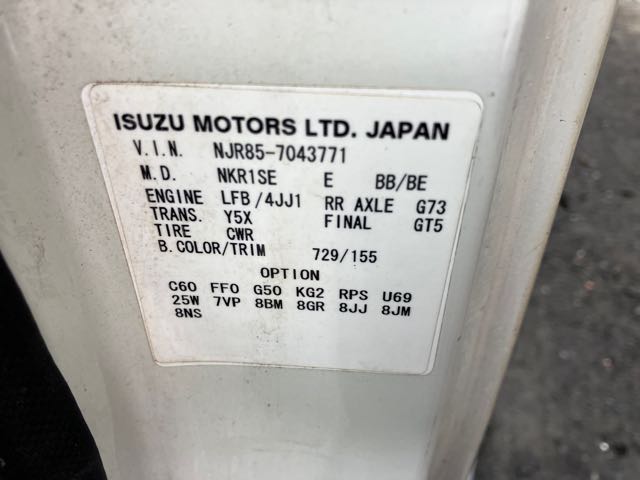 ISUZU MOTORS LTD. JAPAN
V.I.N. NJR85-7043771
M.D. NKR1SE E BB/BE
ENGINE LFB/4JJ1 RR AXLE G73
TRANS. Y5X FINAL GT5
TIRE CWR
B.COLOR/TRIM 729/155
OPTION
C60 FF0 G50 KG2 RPS U69
25W 7VP 8BM 8GR 8JJ 8JM
8NS